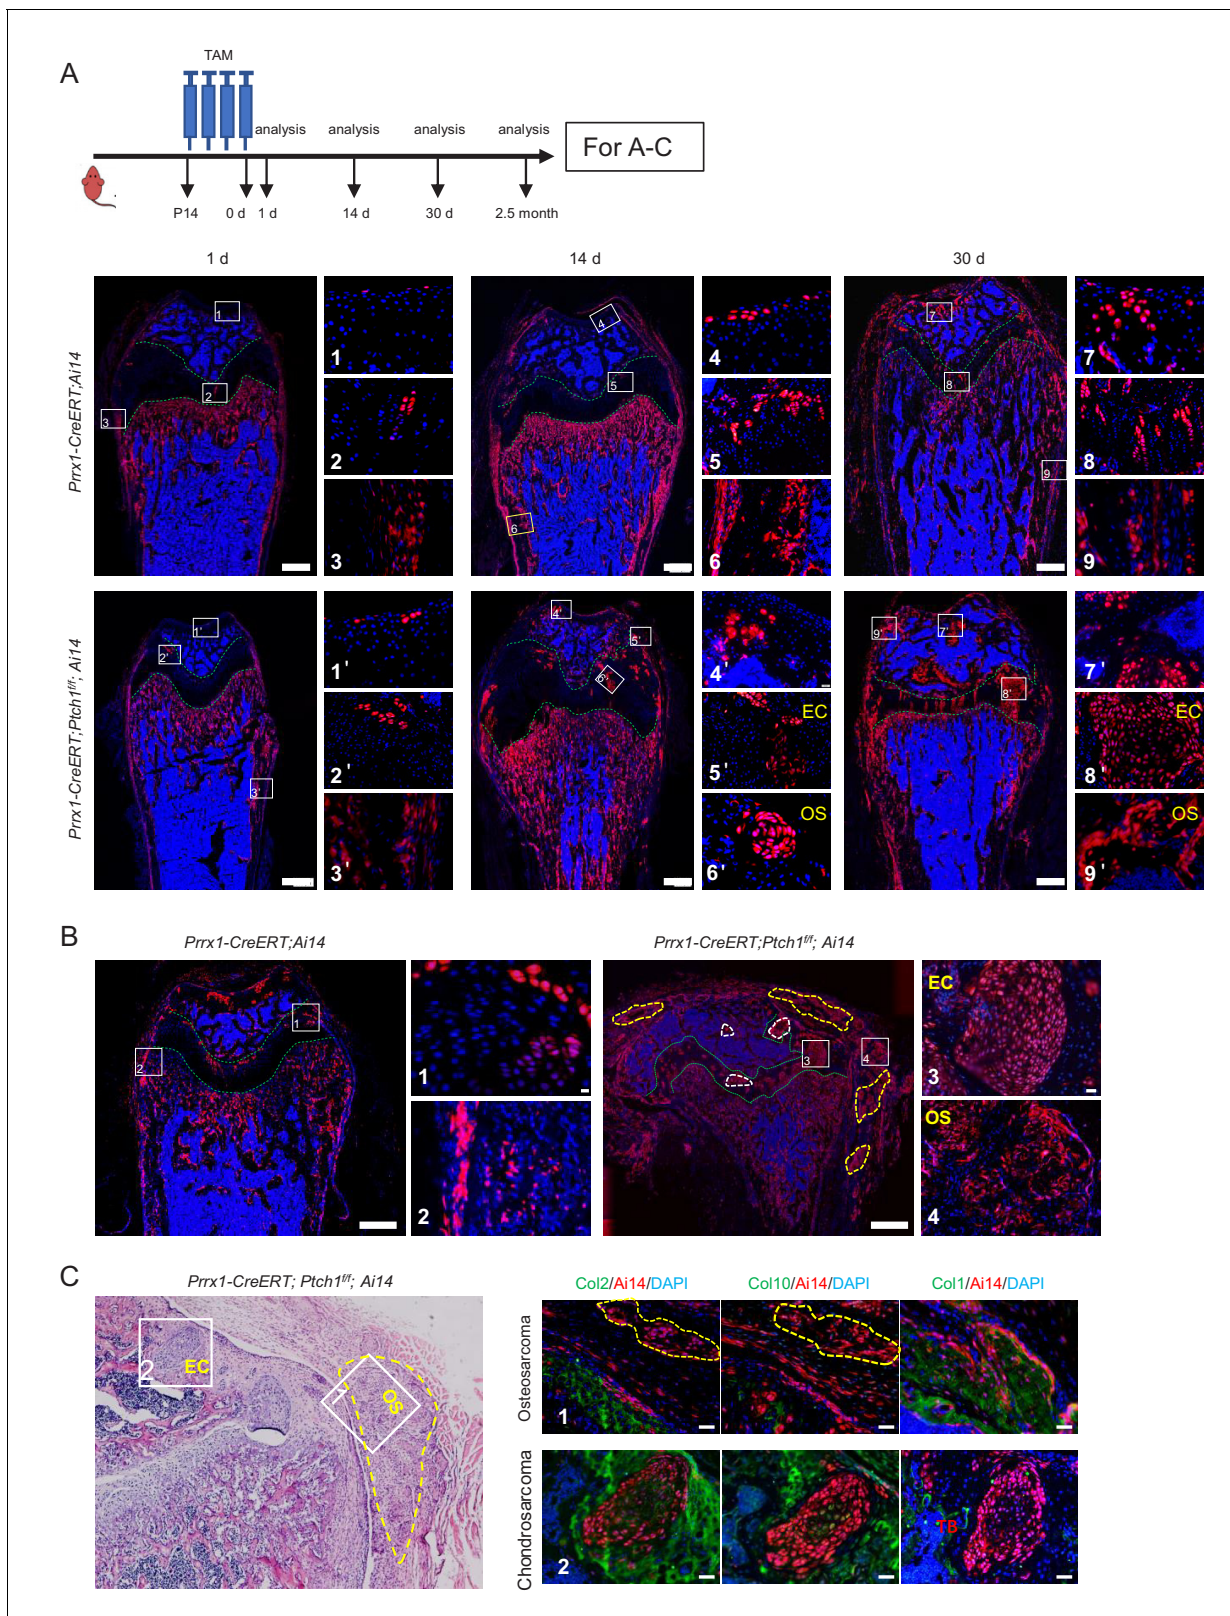 A
TAM
analysis analysis analysis analysis
For A-C
P14 0 d 1 d 14 d 30 d 2.5 month
1 d 14 d 30 d
Prrx1-CreERT;Ai14
1 1 4 4 7 7
2 2 5 5 8 8
3 3 6 6 9 9
Prrx1-CreERT;Ptch1f/f; Ai14
1' 1' 4' 4' 7' 7'
2' 2' 5' EC 5' 8' EC 8'
3' 3' 6' OS 6' 9' OS 9'
B
Prrx1-CreERT;Ai14 Prrx1-CreERT;Ptch1f/f; Ai14
1 1 3 EC 3
2 2 4 OS 4
C
Prrx1-CreERT; Ptch1f/f; Ai14
Col2/Ai14/DAPI Col10/Ai14/DAPI Col1/Ai14/DAPI
2 EC
1 OS
Osteosarcoma
1
Chondrosarcoma
2
TB